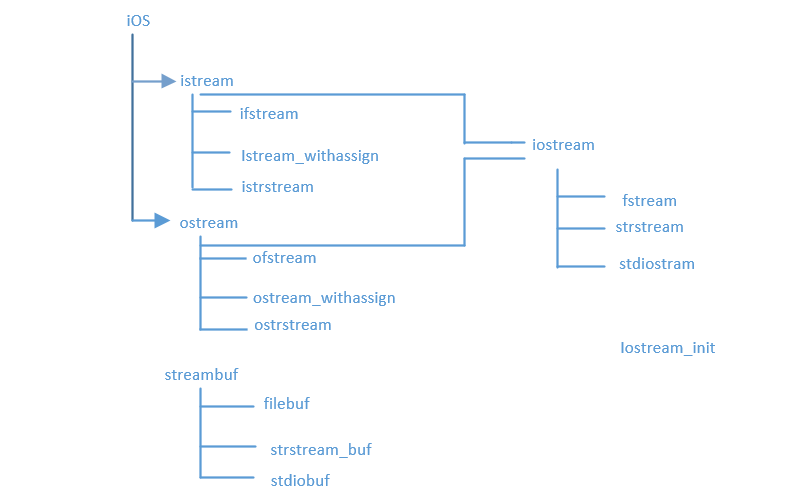 iOS
istream
ifstream
Istream_withassign
istrstream
ostream
ofstream
ostream_withassign
ostrstream
iostream
fstream
strstream
stdiostram
Iostream_init
streambuf
filebuf
strstream_buf
stdiobuf